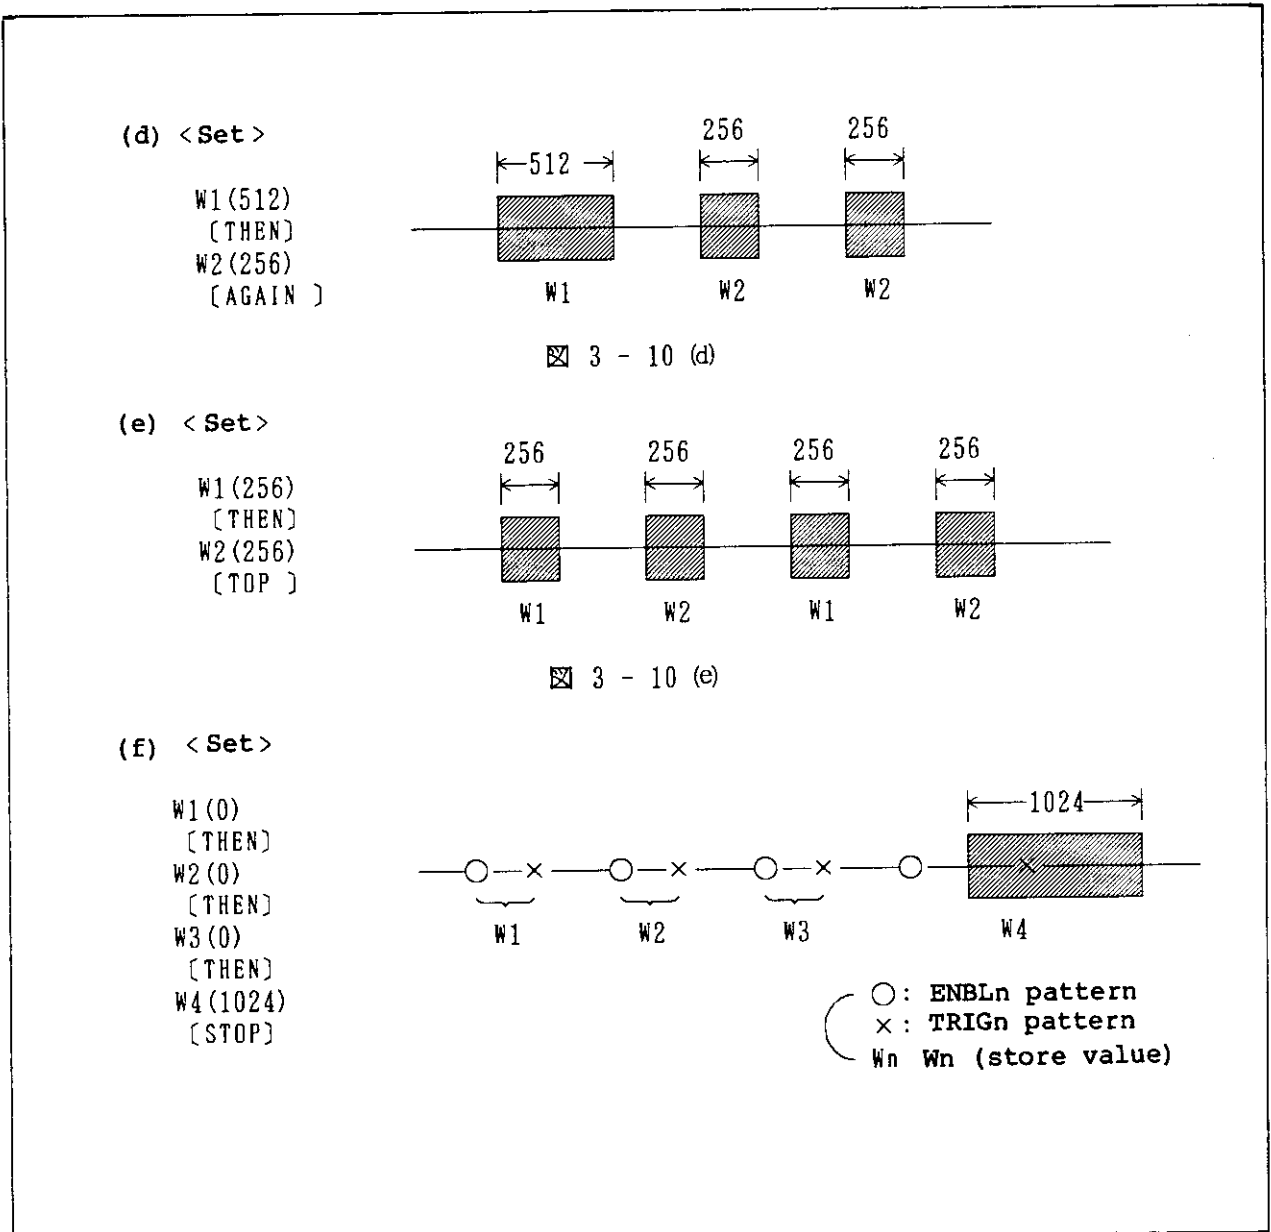 (d) <Set>
256 256
512
W1(512)
[THEN]
W2(256)
[AGAIN ]
W1 W2 W2
図 3 - 10 (d)
(e) <Set>
256 256 256 256
W1(256)
[THEN]
W2(256)
[TOP ]
W1 W2 W1 W2
図 3 - 10 (e)
(f) <Set>
1024
W1(0)
[THEN]
W2(0)
[THEN]
W3(0)
[THEN]
W4(1024)
[STOP]
W1 W2 W3 W4
○: ENBLn pattern
×: TRIGn pattern
Wn Wn (store value)